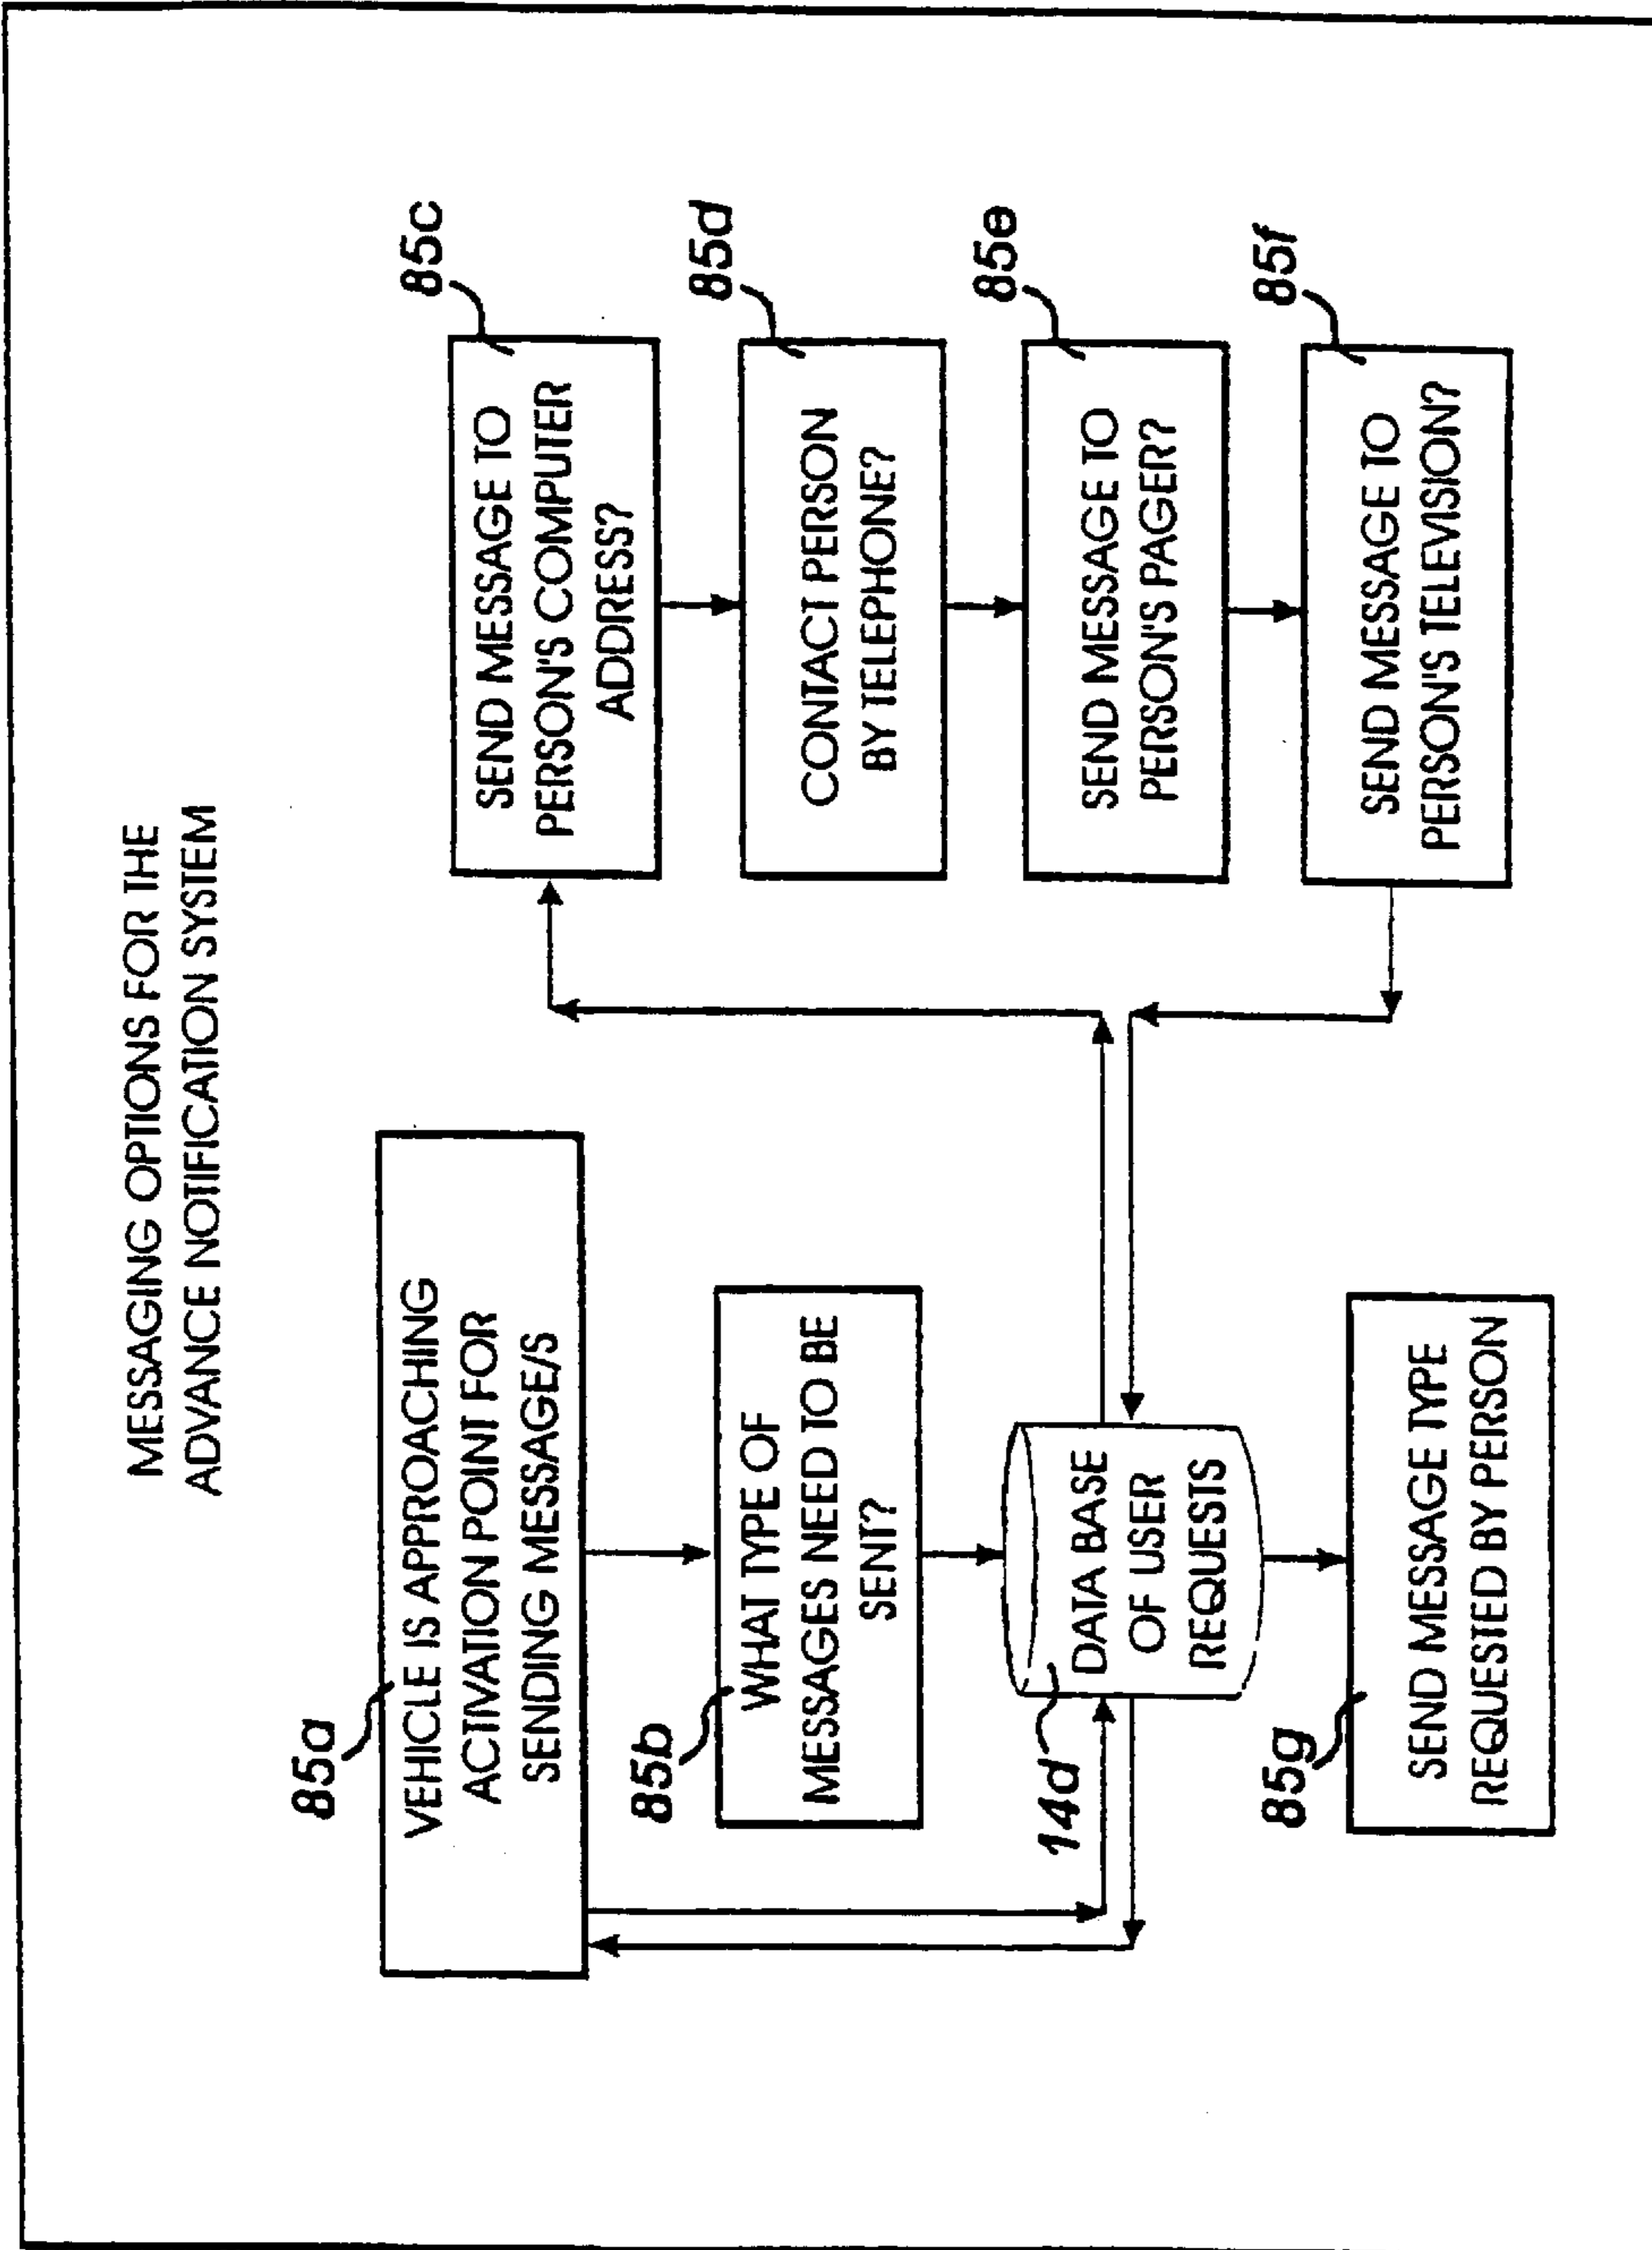 MESSAGING OPTIONS FOR THE
ADVANCE NOTIFICATION SYSTEM
85a
VEHICLE IS APPROACHING
ACTIVATION POINT FOR
SENDING MESSAGE/S
85b
WHAT TYPE OF
MESSAGES NEED TO BE
SENT?
14d
DATA BASE
OF USER
REQUESTS
85g
SEND MESSAGE TYPE
REQUESTED BY PERSON
85c
SEND MESSAGE TO
PERSON'S COMPUTER
ADDRESS?
85d
CONTACT PERSON
BY TELEPHONE?
85e
SEND MESSAGE TO
PERSON'S PAGER?
85f
SEND MESSAGE TO
PERSON'S TELEVISION?